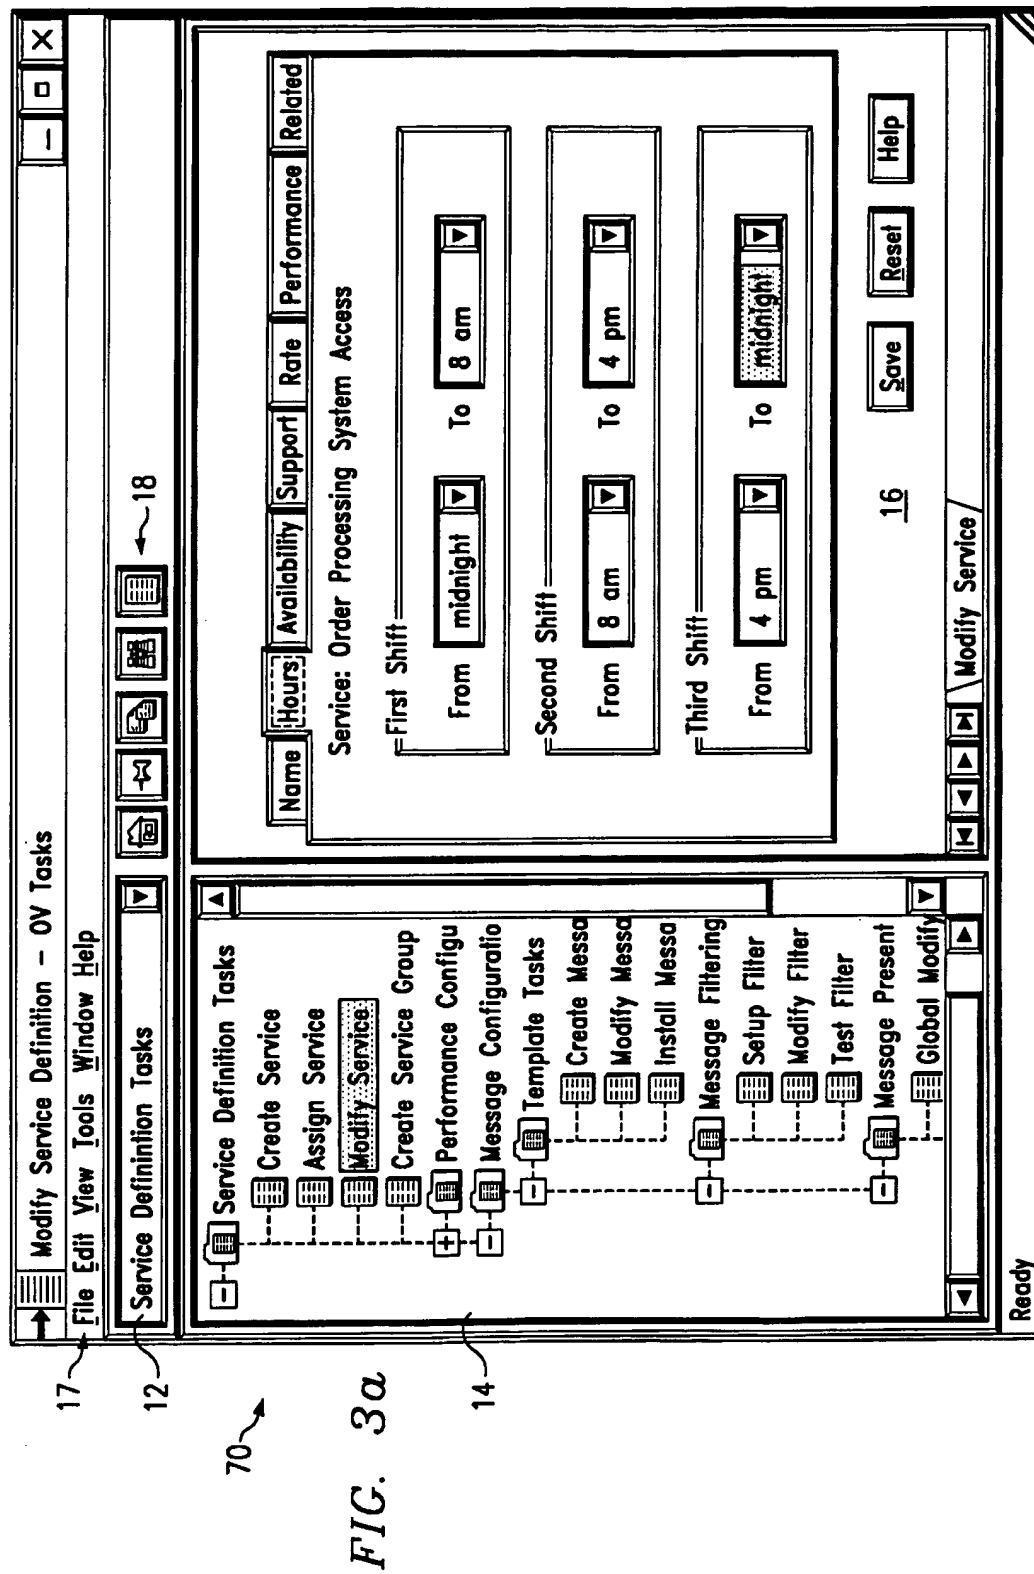 Modify Service Definition - OV Tasks
File Edit View Tools Window Help
Service Definintion Tasks
Service Definition Tasks
Create Service
Assign Service
Modify Service
Create Service Group
Performance Configu
Message Configuratio
Template Tasks
Create Messa
Modify Messa
Install Messa
Message Filtering
Setup Filter
Modify Filter
Test Filter
Message Present
Global Modify
Name Hours Availability Support Rate Performance Related
Service: Order Processing System Access
First Shift
From midnight To 8 am
Second Shift
From 8 am To 4 pm
Third Shift
From 4 pm To midnight
Save Reset Help
16
Modify Service
Ready
17
12
18
14
70
FIG. 3a